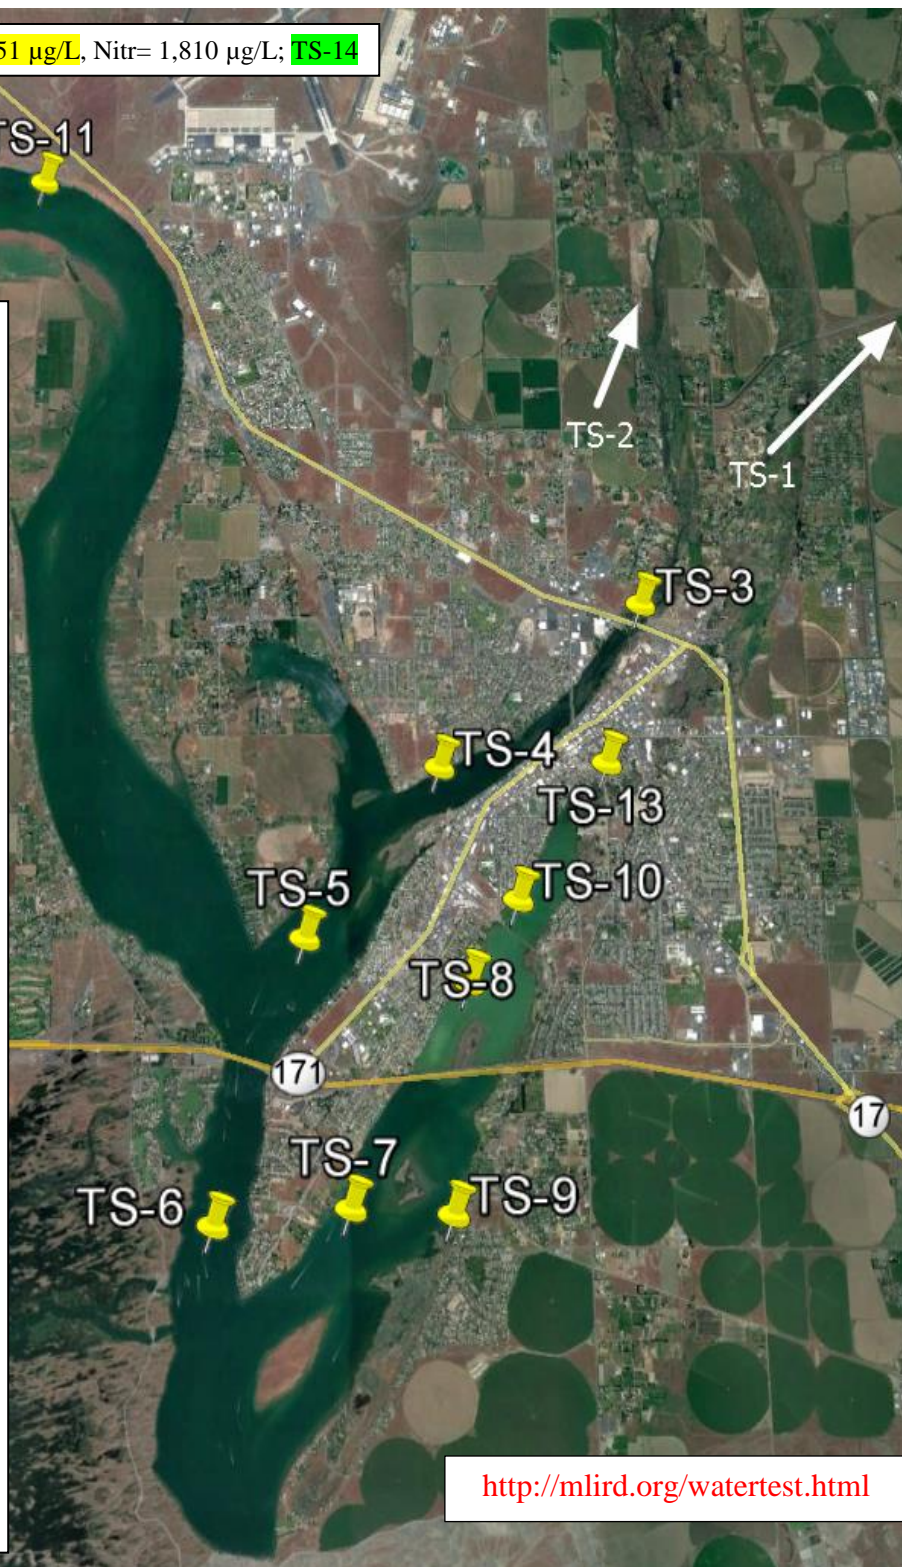 51 µg/L, Nitr= 1,810 µg/L; TS-14
TS-11
TS-2
TS-1
TS-3
TS-4
TS-13
TS-5
TS-10
TS-8
171
17
TS-7
TS-6
TS-9
http://mlird.org/watertest.html